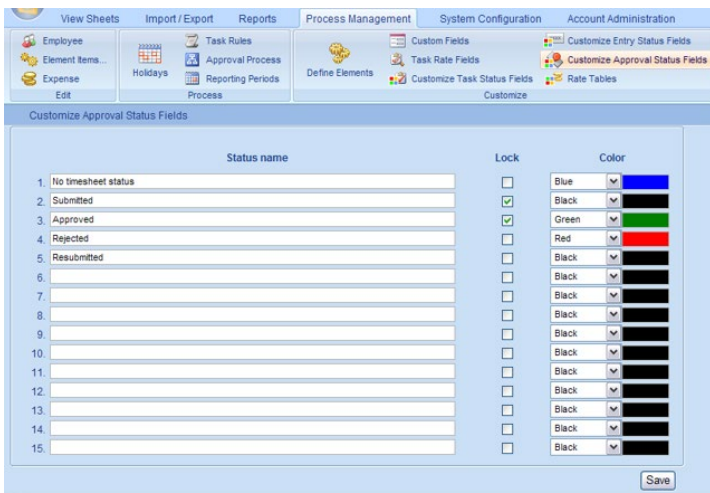 View Sheets Import / Export Reports Process Management System Configuration Account Administration
Employee Task Rules Custom Fields Customize Entry Status Fields
Element Items... Approval Process Task Rate Fields Customize Approval Status Fields
Expense Holidays Reporting Periods Define Elements Customize Task Status Fields Rate Tables
Edit Process Customize
Customize Approval Status Fields
Status name Lock Color
1. No timesheet status Blue
2. Submitted Black
3. Approved Green
4. Rejected Red
5. Resubmitted Black
6. Black
7. Black
8. Black
9. Black
10. Black
11. Black
12. Black
13. Black
14. Black
15. Black
Save